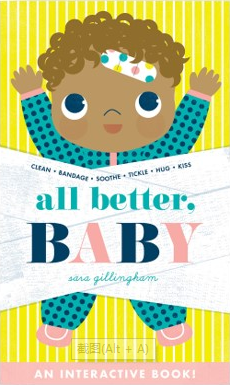 CLEAN • BANDAGE • SOOTHE • TICKLE • HUG • KISS
all better,
BABY
sara gillingham
截图(Alt + A)
AN INTERACTIVE BOOK!